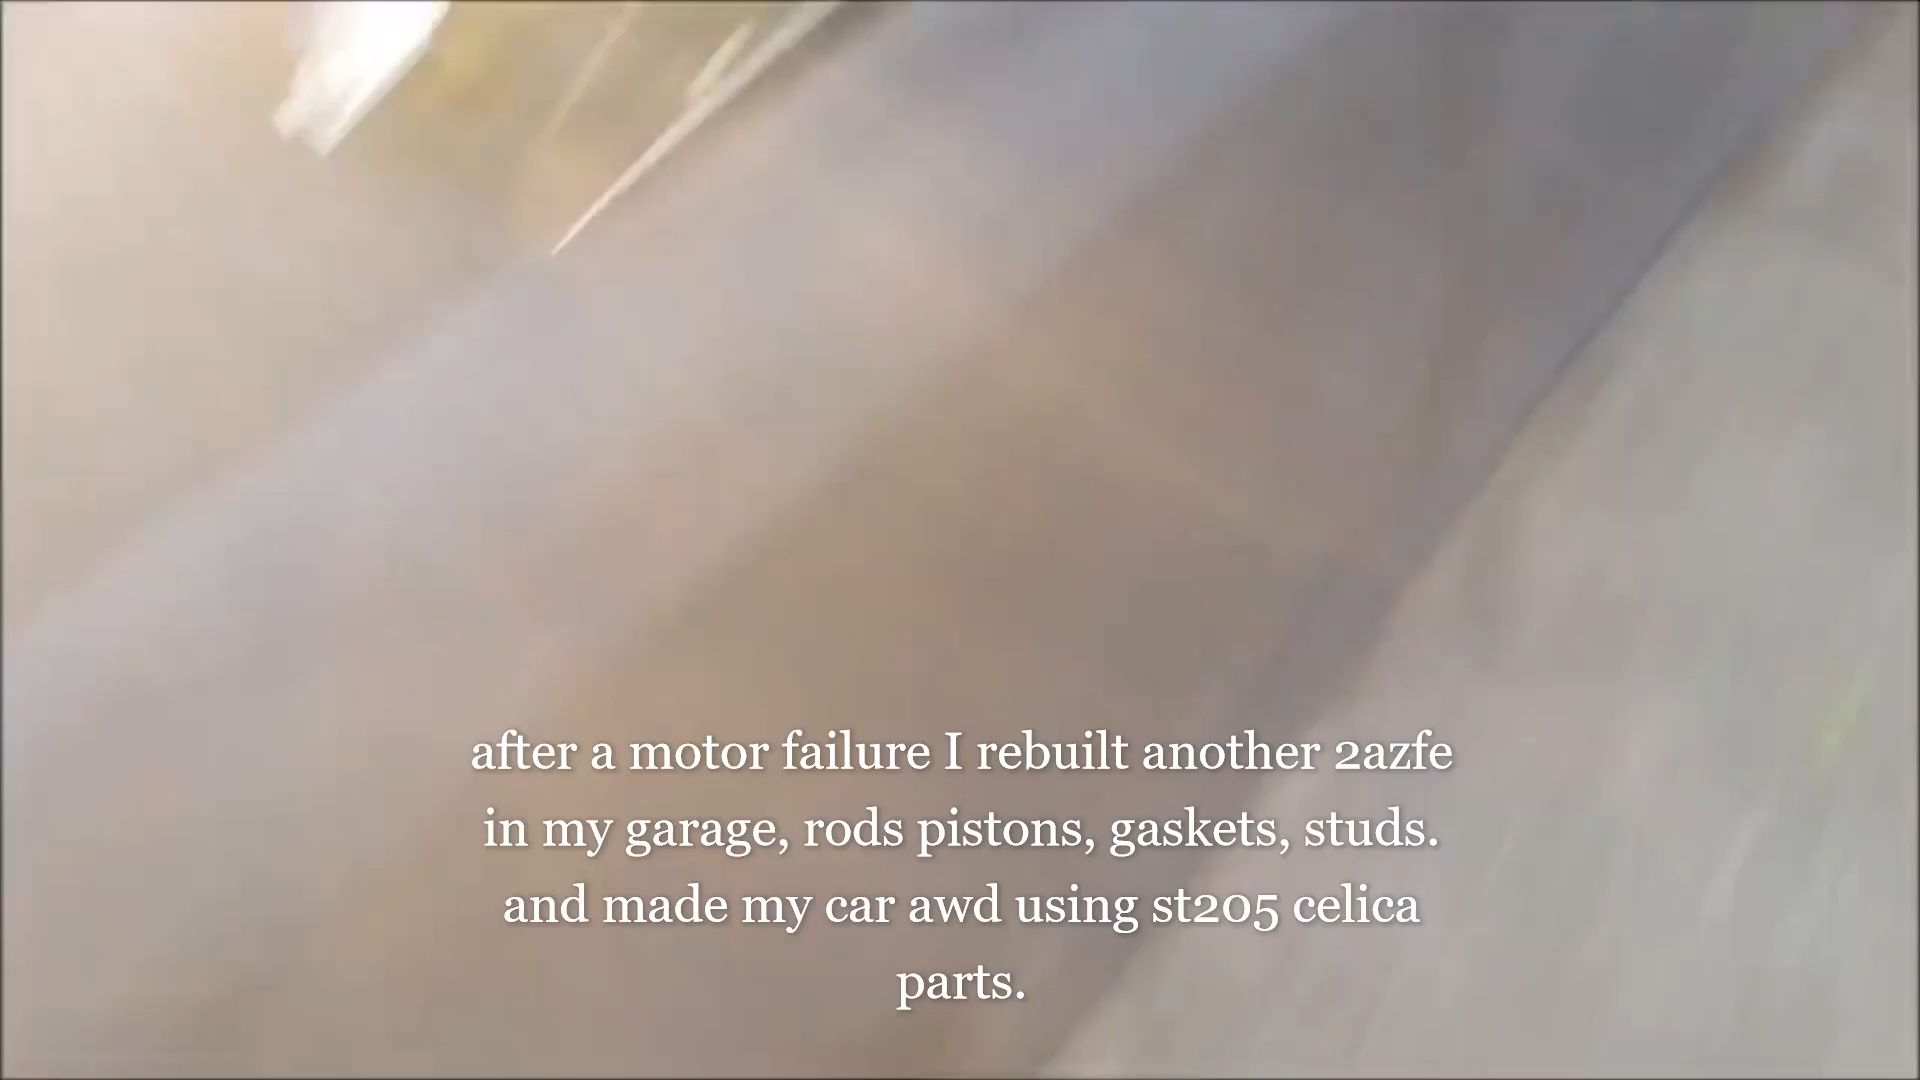 after a motor failure I rebuilt another 2azfe
in my garage, rods pistons, gaskets, studs.
and made my car awd using st205 celica
parts.